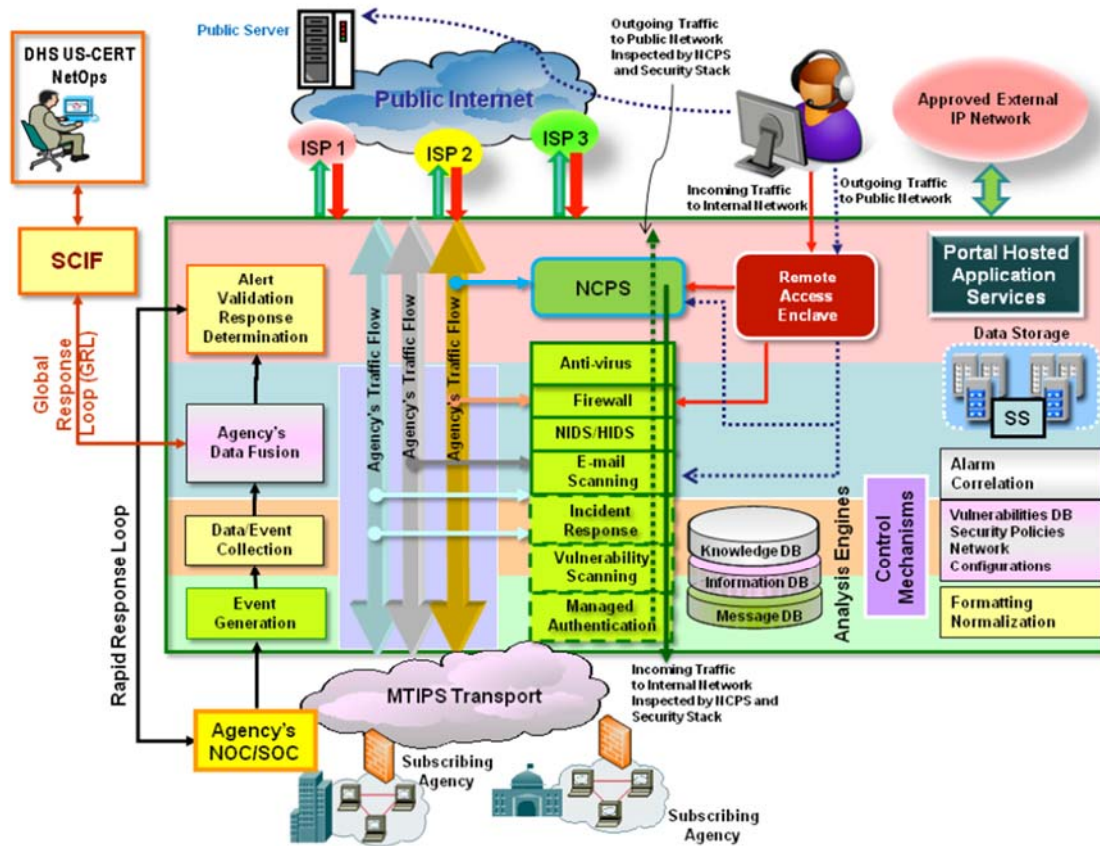 DHS US-CERT
NetOps
Public Server
Public Internet
Outgoing Traffic
to Public Network
Inspected by NCPS
and Security Stack
Approved External
IP Network
ISP 1
ISP 2
ISP 3
Incoming Traffic
to Internal Network
Outgoing Traffic
to Public Network
SCIF
Alert
Validation
Response
Determination
Global
Response
Loop (GRL)
Agency's
Data Fusion
Data/Event
Collection
Event
Generation
Rapid Response Loop
Agency's
NOC/SOC
Agency's Traffic Flow
Agency's Traffic Flow
Agency's Traffic Flow
NCPS
Anti-virus
Firewall
NIDS/HIDS
E-mail
Scanning
Incident
Response
Vulnerability
Scanning
Managed
Authentication
Remote
Access
Enclave
Portal Hosted
Application
Services
Data Storage
SS
Knowledge DB
Information DB
Message DB
Analysis Engines
Control
Mechanisms
Alarm
Correlation
Vulnerabilities DB
Security Policies
Network
Configurations
Formatting
Normalization
MTIPS Transport
Incoming Traffic
to Internal Network
Inspected by NCPS and
Security Stack
Subscribing
Agency
Subscribing
Agency